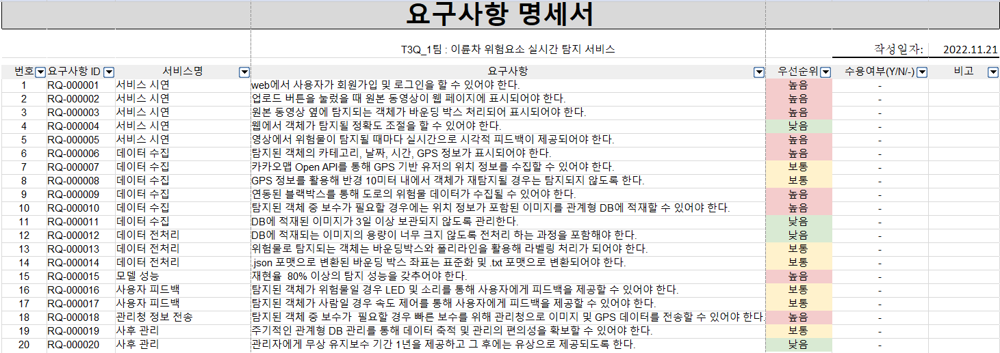 요구사항 명세서
T3Q_1팀 : 이륜차 위험요소 실시간 탐지 서비스 작성일자: 2022.11.21
번호 요구사항 ID 서비스명 요구사항 우선순위 수용여부(Y/N/-) 비고
1 RQ-000001 서비스 시연 web에서 사용자가 회원가입 및 로그인을 할 수 있어야 한다. 높음 -
2 RQ-000002 서비스 시연 업로드 버튼을 눌렀을 때 원본 동영상이 웹 페이지에 표시되어야 한다. 높음 -
3 RQ-000003 서비스 시연 원본 동영상 옆에 탐지되는 객체가 바운딩 박스 처리되어 표시되어야 한다. 높음 -
4 RQ-000004 서비스 시연 웹에서 객체가 탐지될 정확도 조절을 할 수 있어야 한다. 낮음 -
5 RQ-000005 서비스 시연 영상에서 위험물이 탐지될 때마다 실시간으로 시각적 피드백이 제공되어야 한다. 높음 -
6 RQ-000006 데이터 수집 탐지된 객체의 카테고리, 날짜, 시간, GPS 정보가 표시되어야 한다. 높음 -
7 RQ-000007 데이터 수집 카카오맵 Open API를 통해 GPS 기반 유저의 위치 정보를 수집할 수 있어야 한다. 보통 -
8 RQ-000008 데이터 수집 GPS 정보를 활용해 반경 10미터 내에서 객체가 재탐지될 경우는 탐지되지 않도록 한다. 보통 -
9 RQ-000009 데이터 수집 연동된 블랙박스를 통해 도로의 위험물 데이터가 수집될 수 있어야 한다. 높음 -
10 RQ-000010 데이터 수집 탐지된 객체 중 보수가 필요할 경우에는 위치 정보가 포함된 이미지를 관계형 DB에 적재할 수 있어야 한다. 높음 -
11 RQ-000011 데이터 수집 DB에 적재된 이미지가 3일 이상 보관되지 않도록 관리한다. 낮음 -
12 RQ-000012 데이터 전처리 DB에 적재되는 이미지의 용량이 너무 크지 않도록 전처리 하는 과정을 포함해야 한다. 낮음 -
13 RQ-000013 데이터 전처리 위험물로 탐지되는 객체는 바운딩박스와 폴리라인을 활용해 라벨링 처리가 되어야 한다. 보통 -
14 RQ-000014 데이터 전처리 .json 포맷으로 변환된 바운딩 박스 좌표는 표준화 및 .txt 포맷으로 변환되어야 한다. 보통 -
15 RQ-000015 모델 성능 재현율 80% 이상의 탐지 성능을 갖추어야 한다. 높음 -
16 RQ-000016 사용자 피드백 탐지된 객체가 위험물일 경우 LED 및 소리를 통해 사용자에게 피드백을 제공할 수 있어야 한다. 보통 -
17 RQ-000017 사용자 피드백 탐지된 객체가 사람일 경우 속도 제어를 통해 사용자에게 피드백을 제공할 수 있어야 한다. 보통 -
18 RQ-000018 관리청 정보 전송 탐지된 객체 중 보수가 필요할 경우 빠른 보수를 위해 관리청으로 이미지 및 GPS 데이터를 전송할 수 있어야 한다. 높음 -
19 RQ-000019 사후 관리 주기적인 관계형 DB 관리를 통해 데이터 축적 및 관리의 편의성을 확보할 수 있어야 한다. 보통 -
20 RQ-000020 사후 관리 관리자에게 무상 유지보수 기간 1년을 제공하고 그 후에는 유상으로 제공되도록 한다. 낮음 -